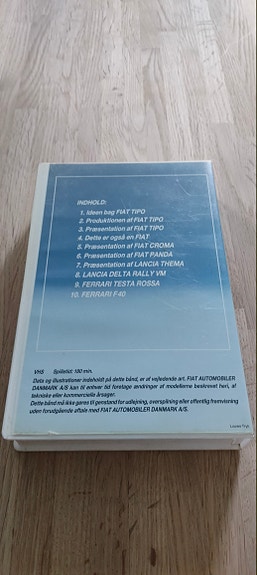 INDHOLD:
1. Ideen bag FIAT TIPO
2. Produktionen af FIAT TIPO
3. Præsentation af FIAT TIPO
4. Dette er også en FIAT
5. Præsentation af FIAT CROMA
6. Præsentation af FIAT PANDA
7. Præsentation af LANCIA THEMA
8. LANCIA DELTA RALLY VM
9. FERRARI TESTA ROSSA
10. FERRARI F40
VHS Spilletid: 180 min.
Data og illustrationer indeholdt på dette bånd, er af vejledende art. FIAT AUTOMOBILER
DANMARK A/S kan til enhver tid foretage ændringer af modellerne beskrevet heri, af
tekniske eller kommercielle årsager.
Dette bånd må ikke gøres til genstand for udlejning, overspilning eller offentlig fremvisning
uden forudgående aftale med FIAT AUTOMOBILER DANMARK A/S.